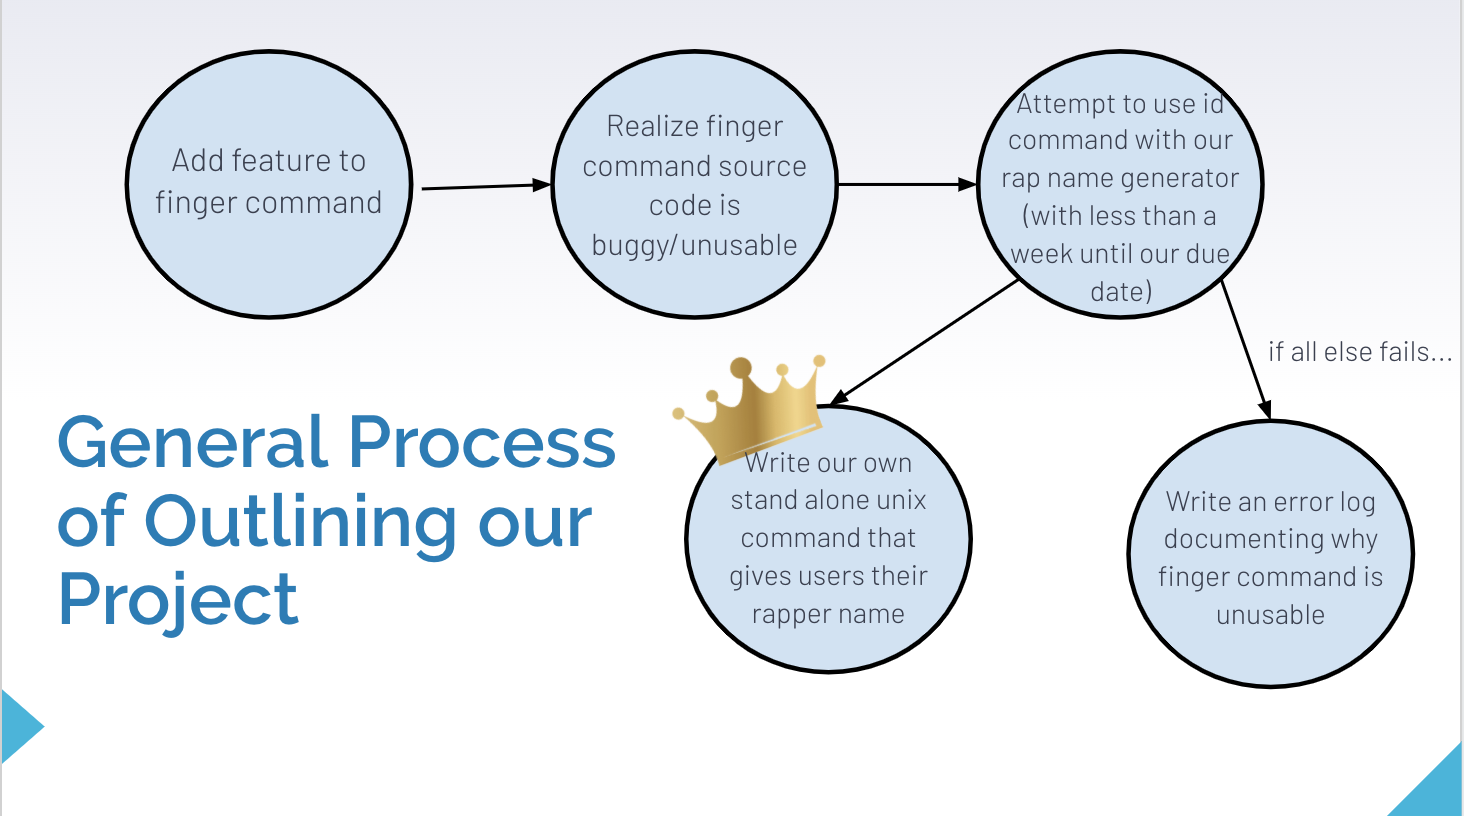 Add feature to
finger command
Realize finger
command source
code is
buggy/unusable
Attempt to use id
command with our
rap name generator
(with less than a
week until our due
date)
if all else fails...
General Process
of Outlining our
Project
Write our own
stand alone unix
command that
gives users their
rapper name
Write an error log
documenting why
finger command is
unusable